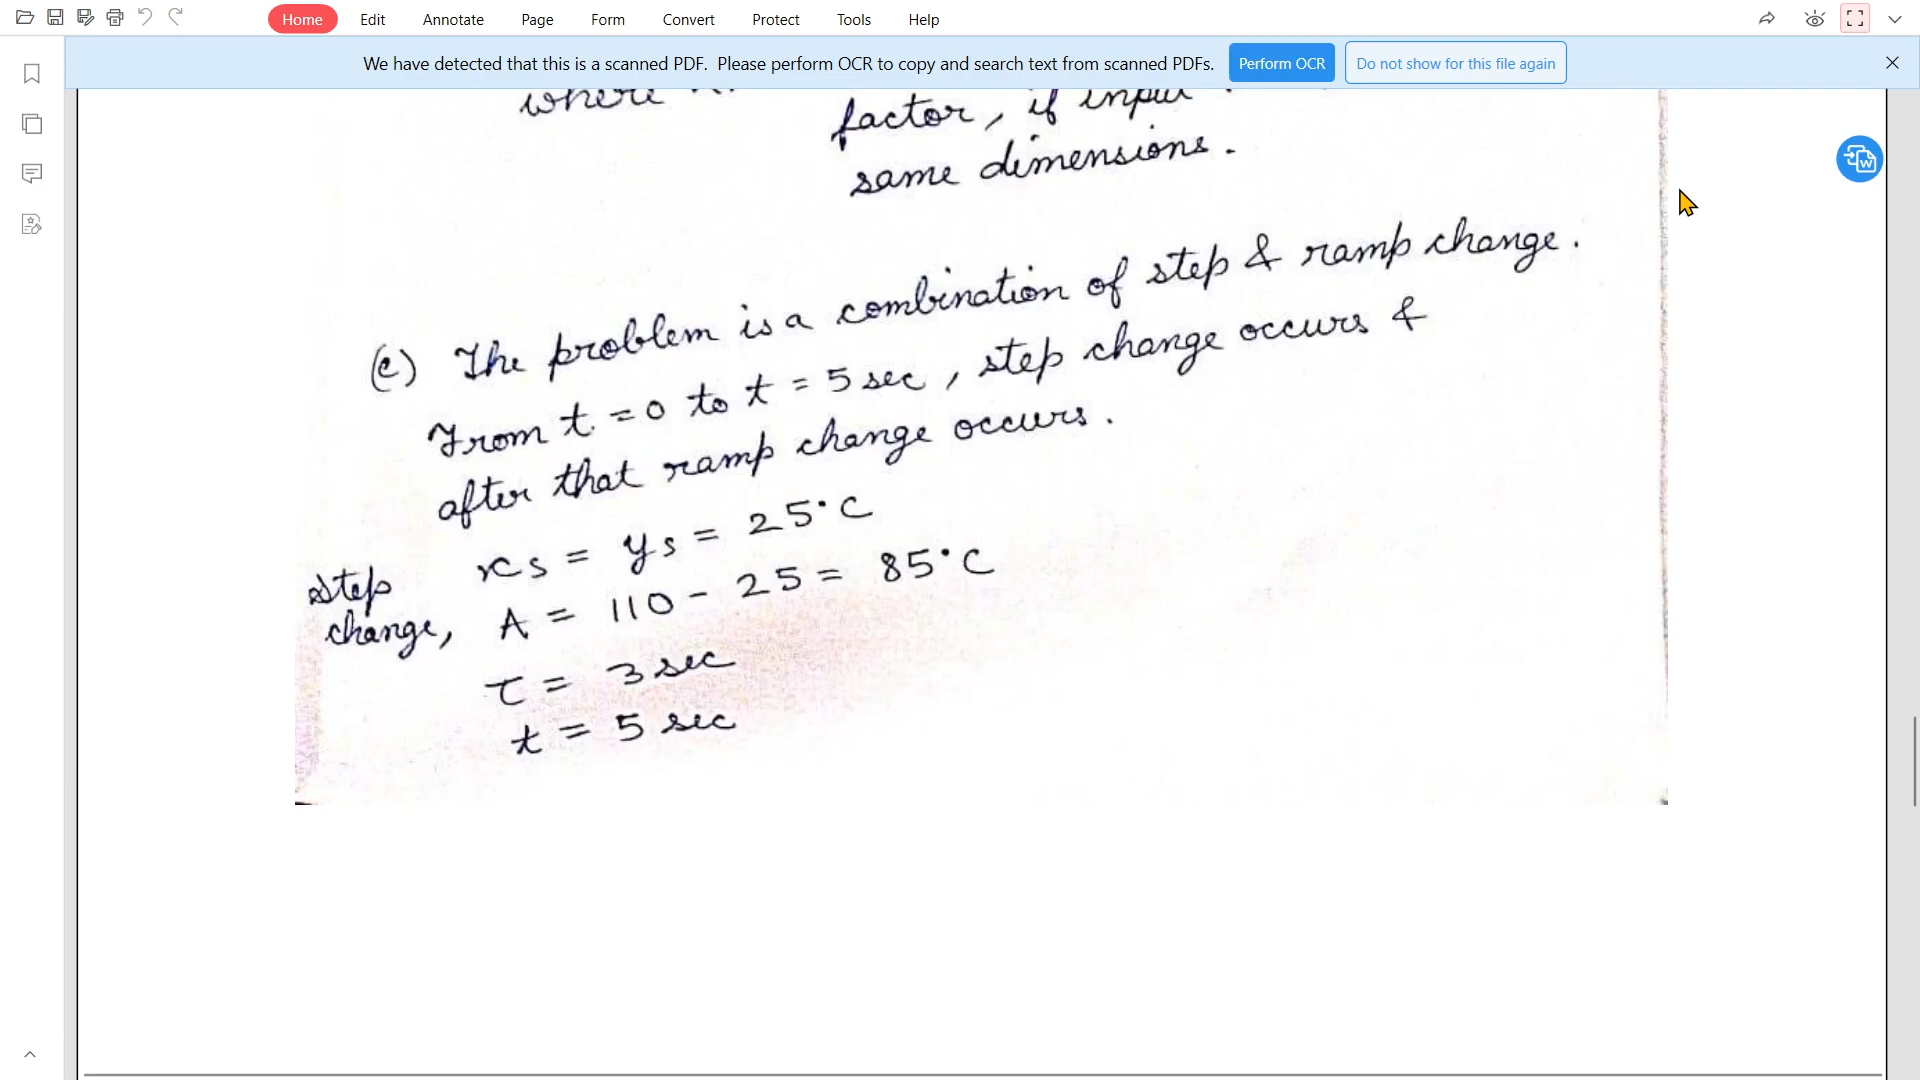 Home Edit Annotate Page Form Convert Protect Tools Help
We have detected that this is a scanned PDF. Please perform OCR to copy and search text from scanned PDFs. Perform OCR Do not show for this file again
where
factor, if input
same dimensions.
(c) The problem is a combination of step & ramp change.
From t = 0 to t = 5 sec, step change occurs &
after that ramp change occurs.
step change, xs = ys = 25°C
A = 110 - 25 = 85°C
τ = 3 sec
t = 5 sec